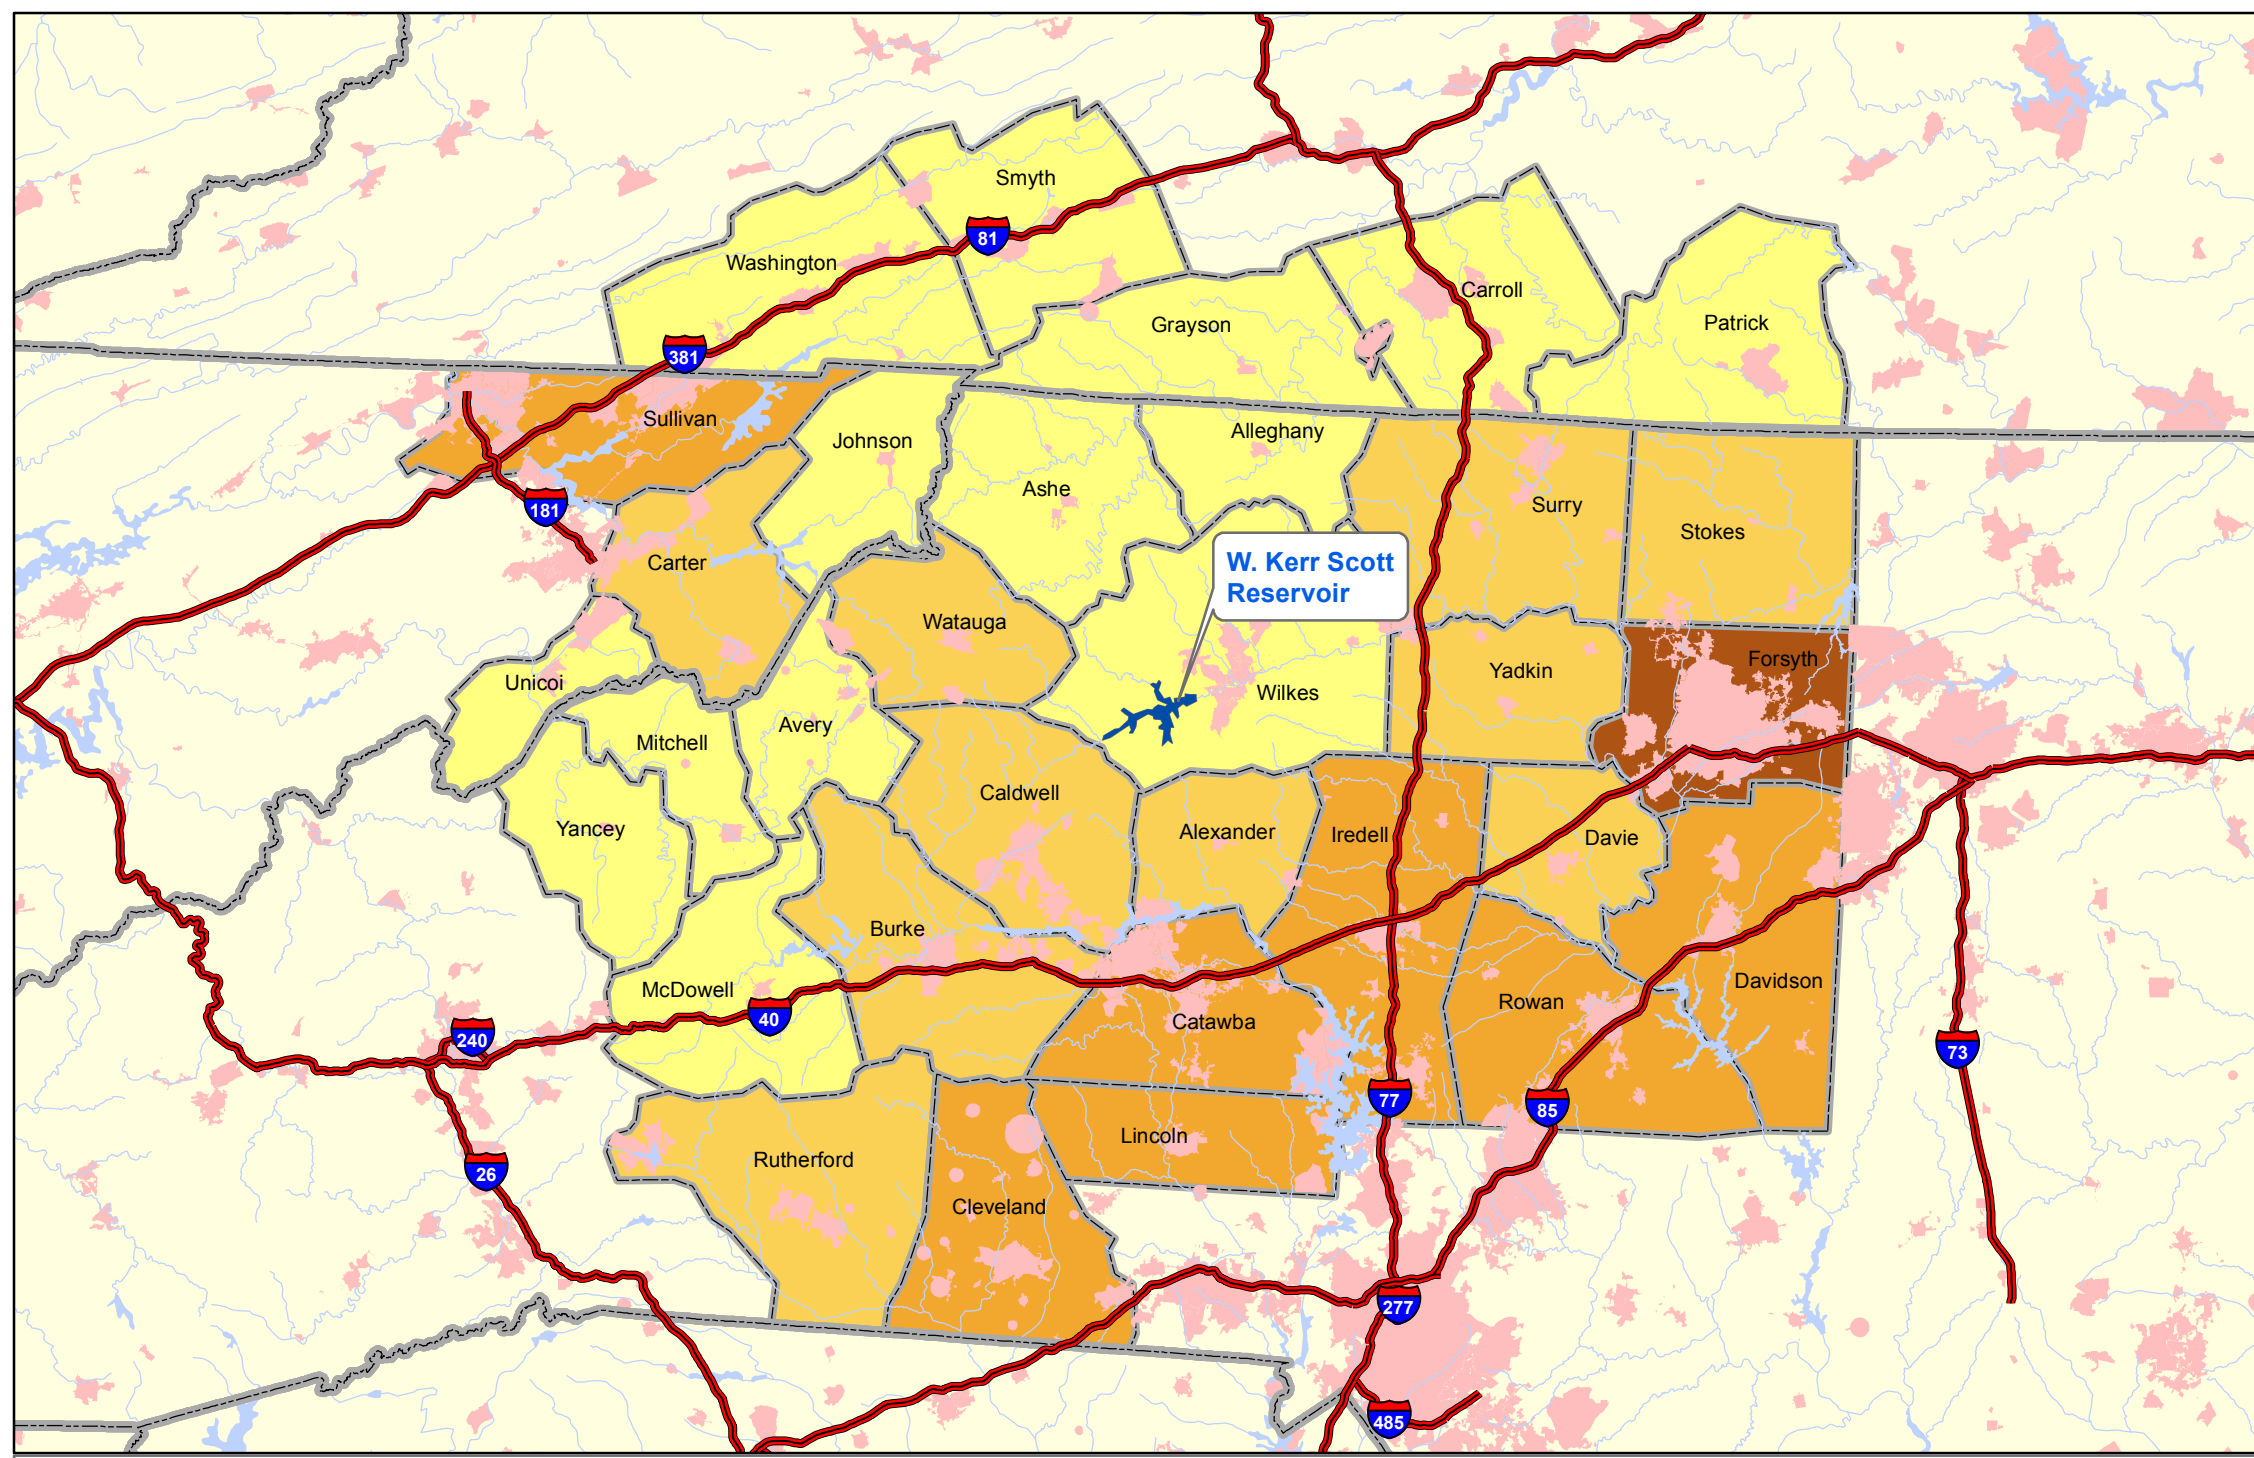 Smyth
81
Washington
Carroll
Grayson
Patrick
381
Sullivan
Alleghany
Johnson
Ashe
Surry
181
Stokes
W. Kerr Scott
Reservoir
Carter
Watauga
Forsyth
Yadkin
Unicoi
Wilkes
Avery
Mitchell
Caldwell
Yancey
Alexander
Iredell
Davie
Burke
Davidson
McDowell
Rowan
40
Catawba
240
73
77
85
Lincoln
Rutherford
26
Cleveland
277
485